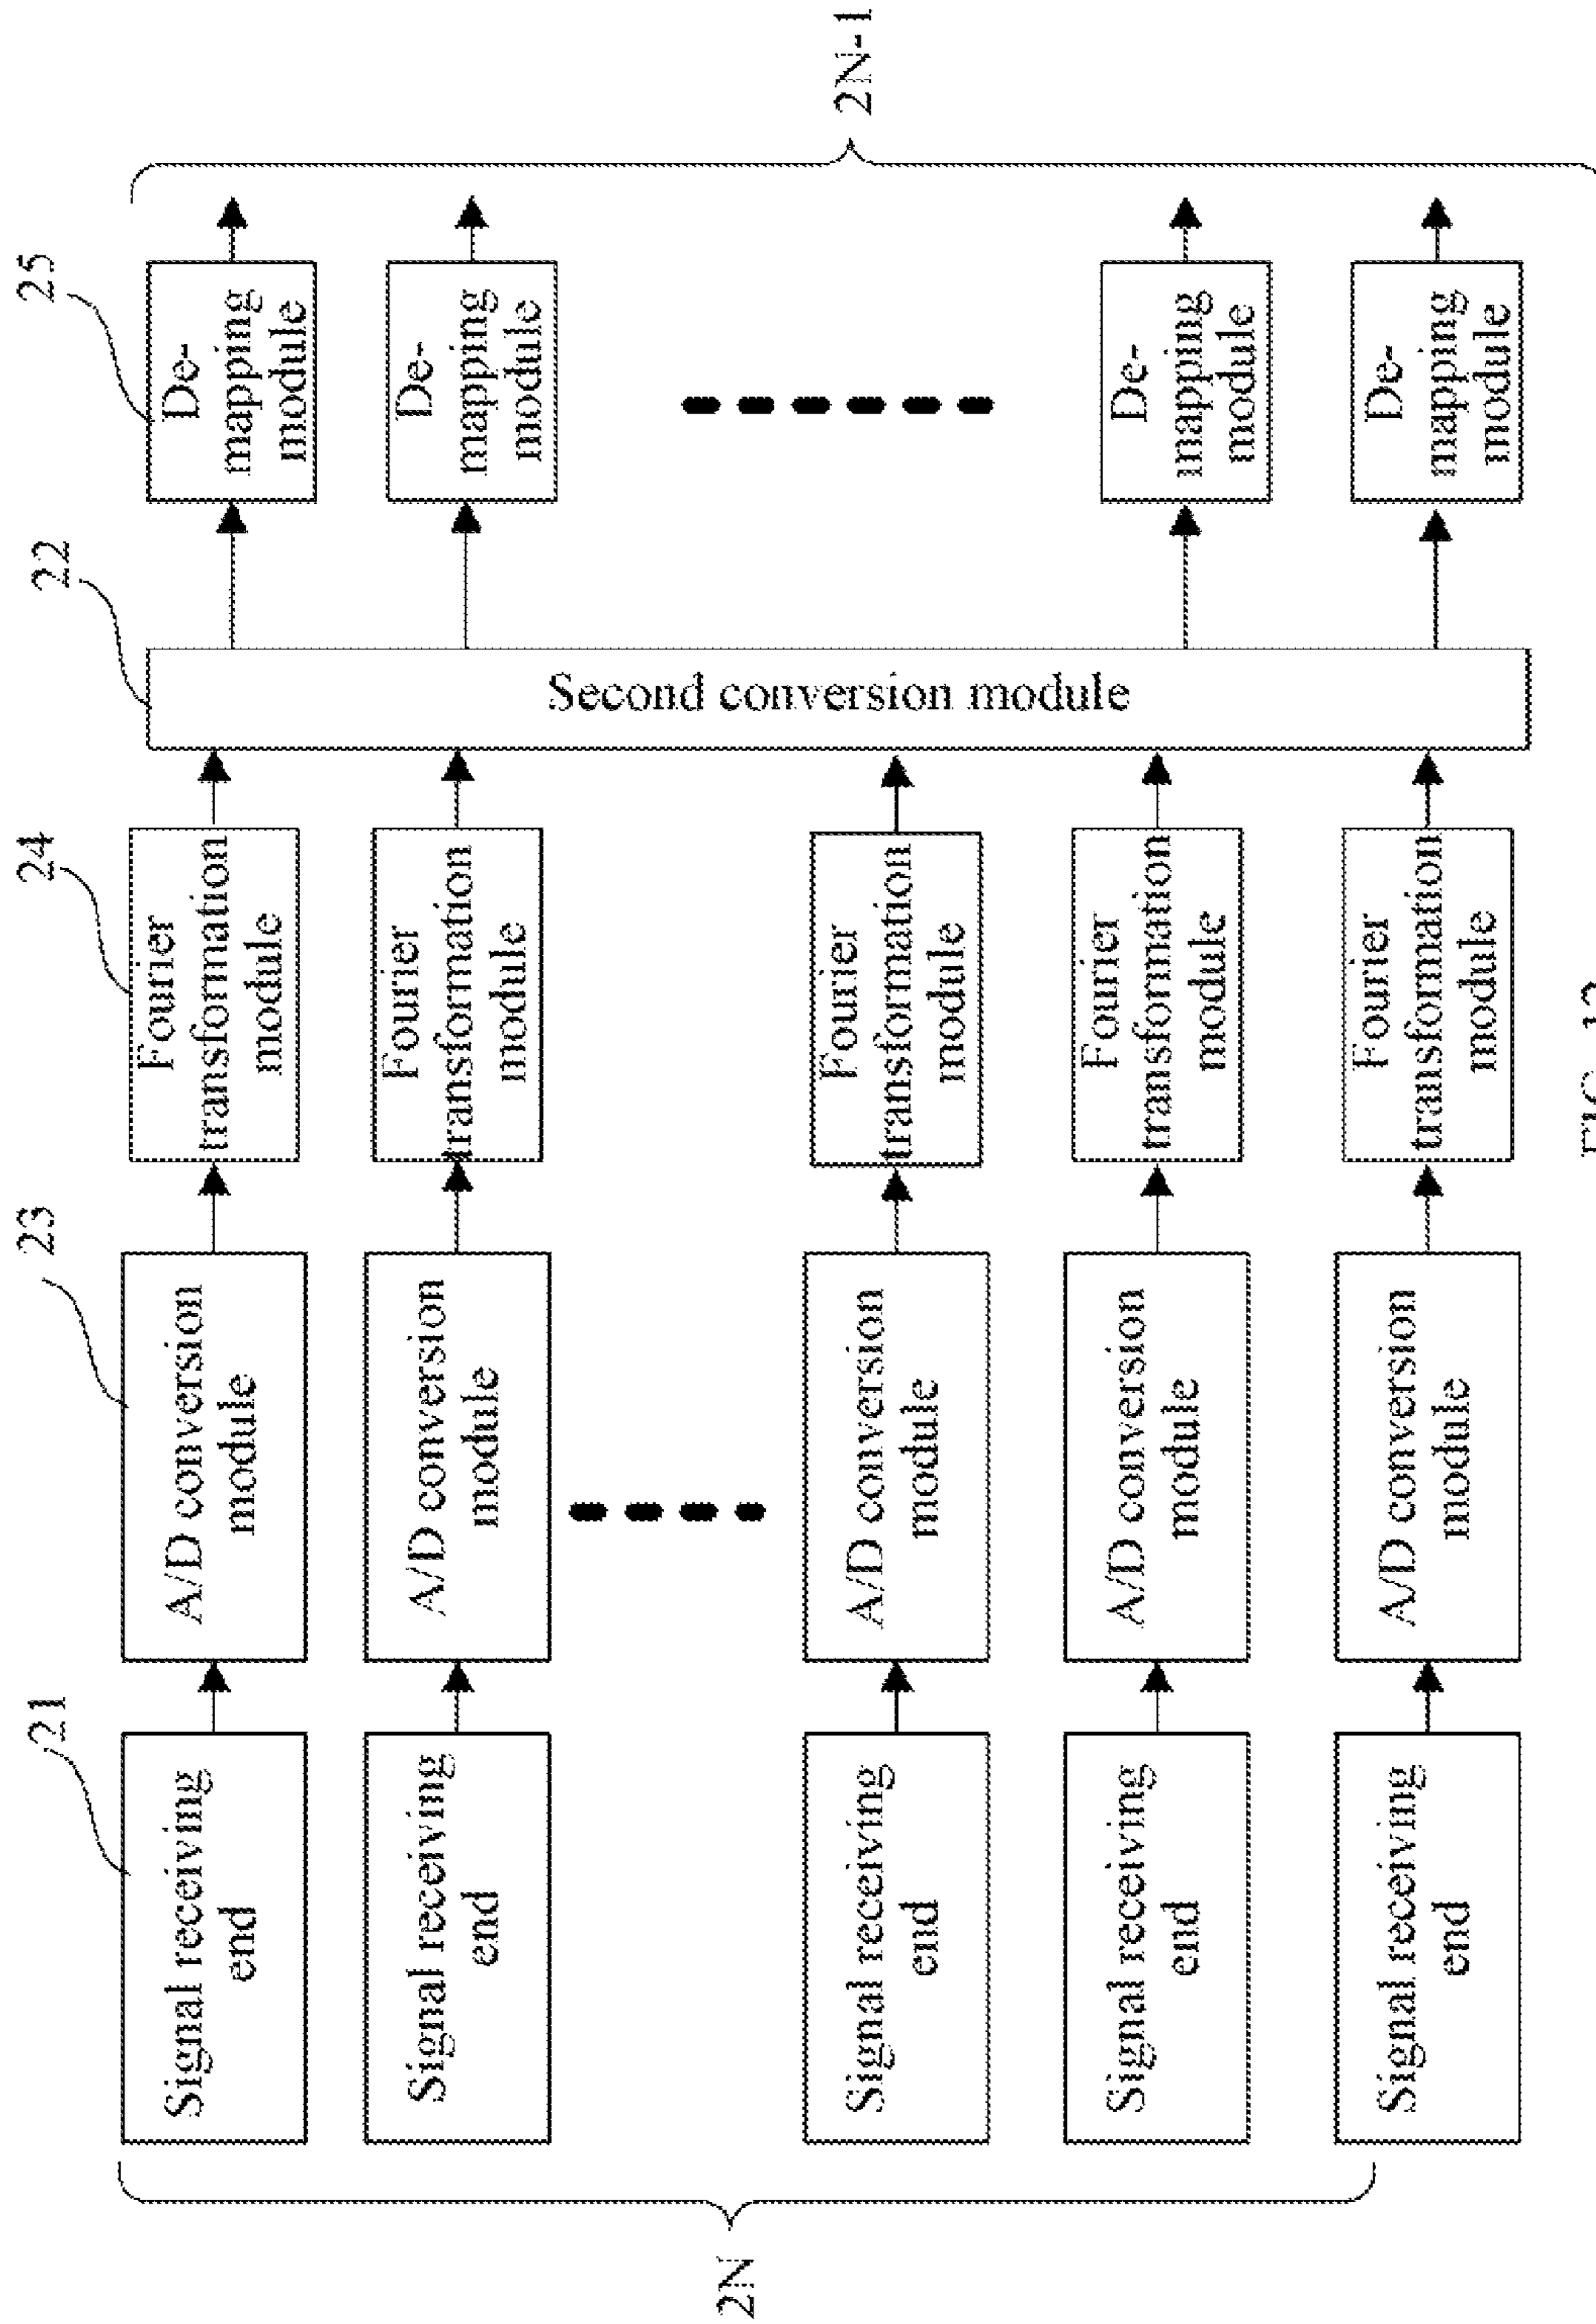 21
23
24
22
25
Signal receiving
end
A/D conversion
module
Fourier
transformation
module
De-
mapping
module
Signal receiving
end
A/D conversion
module
Fourier
transformation
module
De-
mapping
module
2N
Second conversion module
2N-1
Signal receiving
end
A/D conversion
module
Fourier
transformation
module
Signal receiving
end
A/D conversion
module
Fourier
transformation
module
De-
mapping
module
Signal receiving
end
A/D conversion
module
Fourier
transformation
module
De-
mapping
module
FIG.